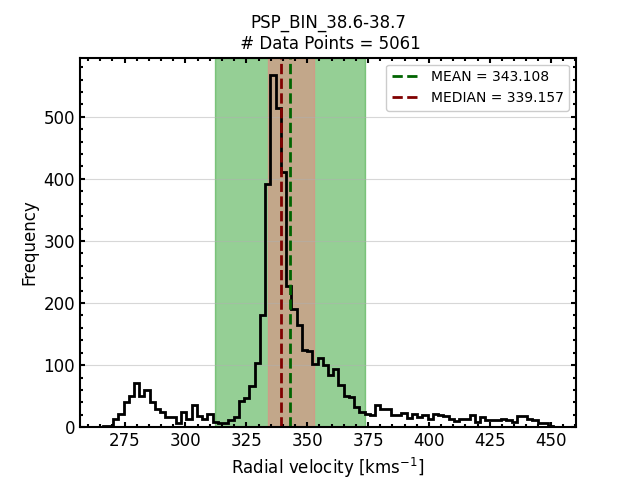 PSP_BIN_38.6-38.7
# Data Points = 5061
MEAN = 343.108
MEDIAN = 339.157
500
400
300
200
100
0
Frequency
275 300 325 350 375 400 425 450
Radial velocity [kms⁻¹]